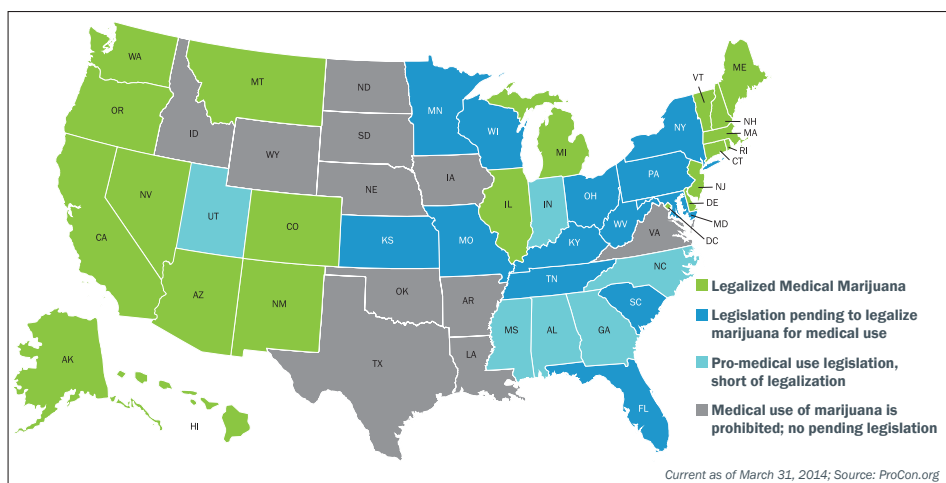 WA
MT
ND
MN
OR
ID
SD
WI
WY
MI
VT
ME
NY
NH
MA
RI
CT
NV
UT
NE
IA
PA
NJ
CO
IL
IN
OH
DE
MD
DC
CA
KS
MO
WV
VA
KY
AZ
NM
OK
AR
TN
NC
SC
MS
AL
GA
TX
LA
AK
FL
HI
Legalized Medical Marijuana
Legislation pending to legalize
marijuana for medical use
Pro-medical use legislation,
short of legalization
Medical use of marijuana is
prohibited; no pending legislation
Current as of March 31, 2014; Source: ProCon.org